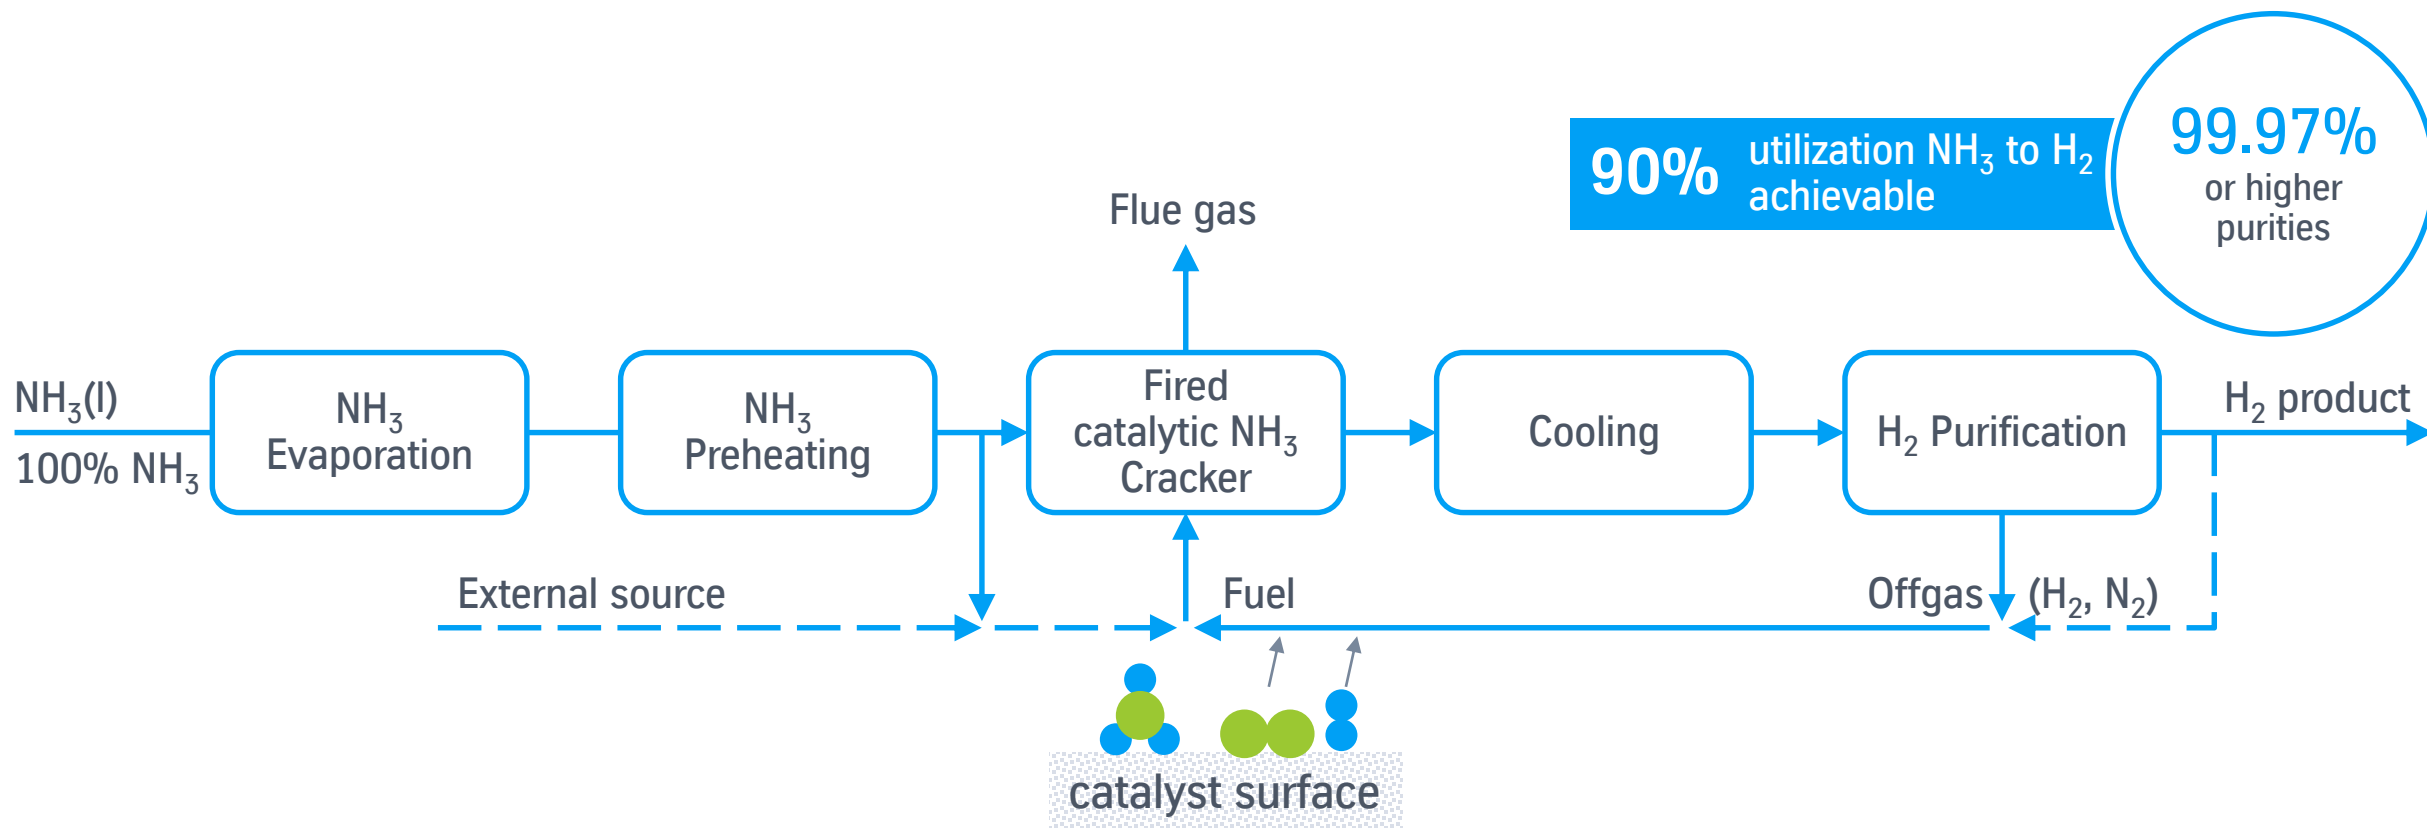 90%
utilization NH₃ to H₂
achievable
99.97%
or higher
purities
Flue gas
NH₃(l)
100% NH₃
NH₃
Evaporation
NH₃
Preheating
Fired
catalytic NH₃
Cracker
Cooling
H₂ Purification
H₂ product
External source
Fuel
Offgas (H₂, N₂)
catalyst surface